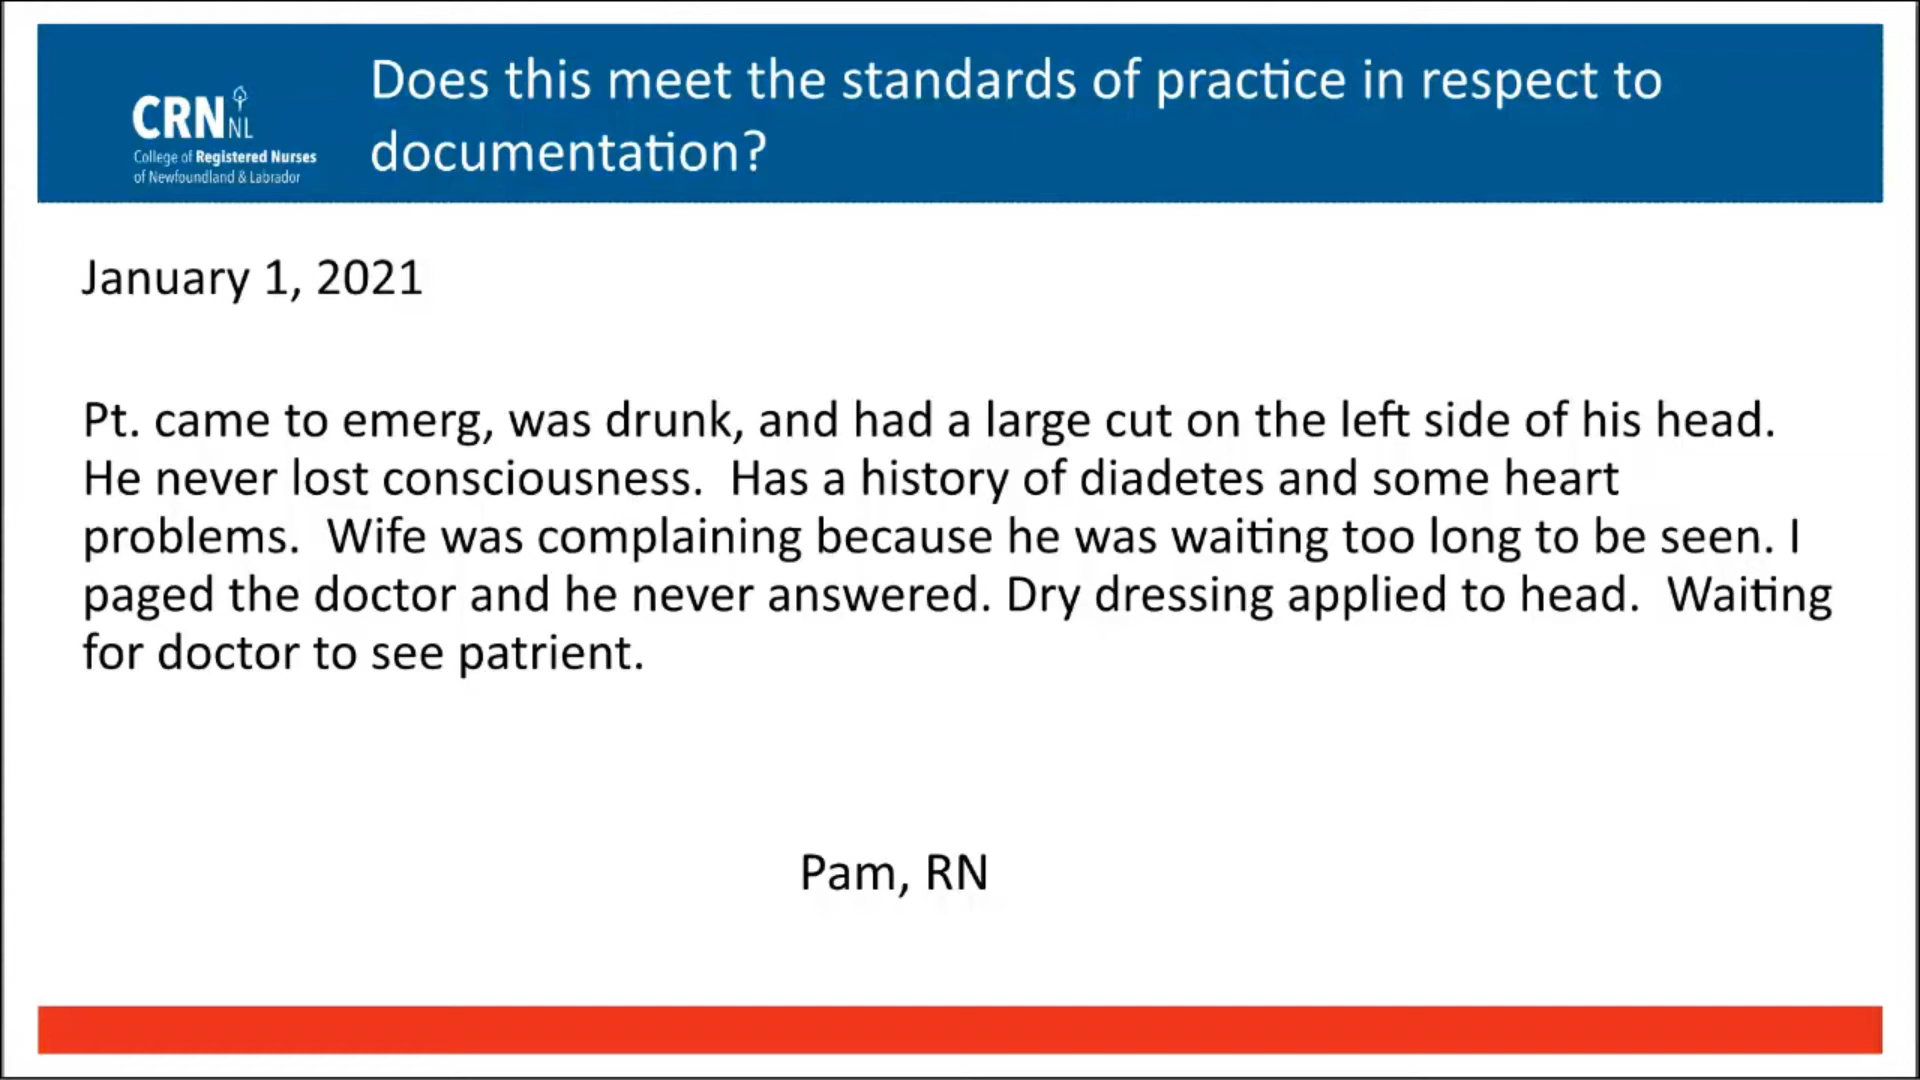 Does this meet the standards of practice in respect to
documentation?
CRN NL
College of Registered Nurses
of Newfoundland & Labrador
January 1, 2021
Pt. came to emerg, was drunk, and had a large cut on the left side of his head.
He never lost consciousness.  Has a history of diadetes and some heart
problems.  Wife was complaining because he was waiting too long to be seen. I
paged the doctor and he never answered. Dry dressing applied to head.  Waiting
for doctor to see patrient.
Pam, RN